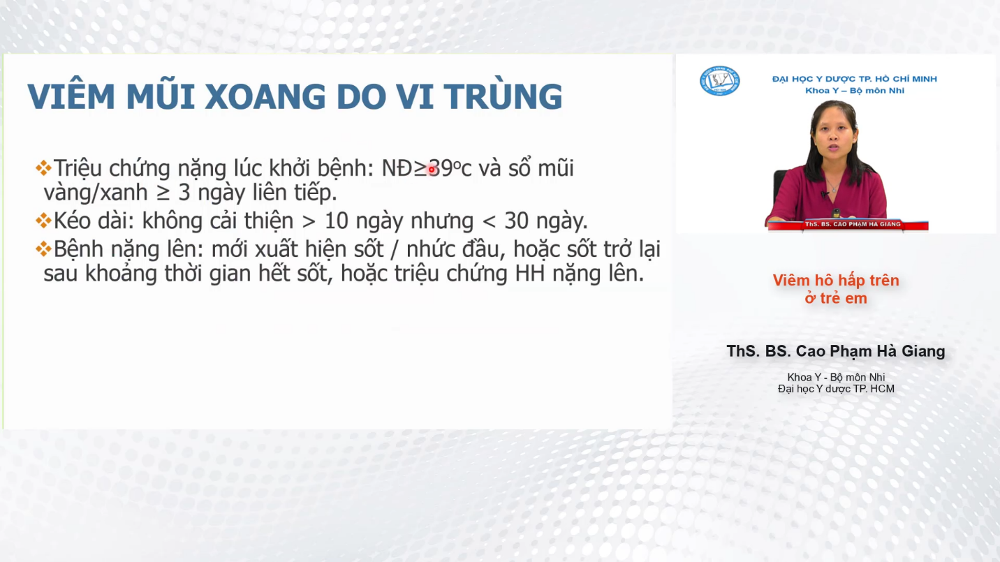 VIÊM MŨI XOANG DO VI TRÙNG
❖Triệu chứng nặng lúc khởi bệnh: NĐ≥39ºc và sổ mũi
vàng/xanh ≥ 3 ngày liên tiếp.
❖Kéo dài: không cải thiện > 10 ngày nhưng < 30 ngày.
❖Bệnh nặng lên: mới xuất hiện sốt / nhức đầu, hoặc sốt trở lại
sau khoảng thời gian hết sốt, hoặc triệu chứng HH nặng lên.
ĐẠI HỌC Y DƯỢC TP. HỒ CHÍ MINH
Khoa Y – Bộ môn Nhi
ThS. BS. CAO PHẠM HÀ GIANG
Viêm hô hấp trên
ở trẻ em
ThS. BS. Cao Phạm Hà Giang
Khoa Y - Bộ môn Nhi
Đại học Y dược TP. HCM